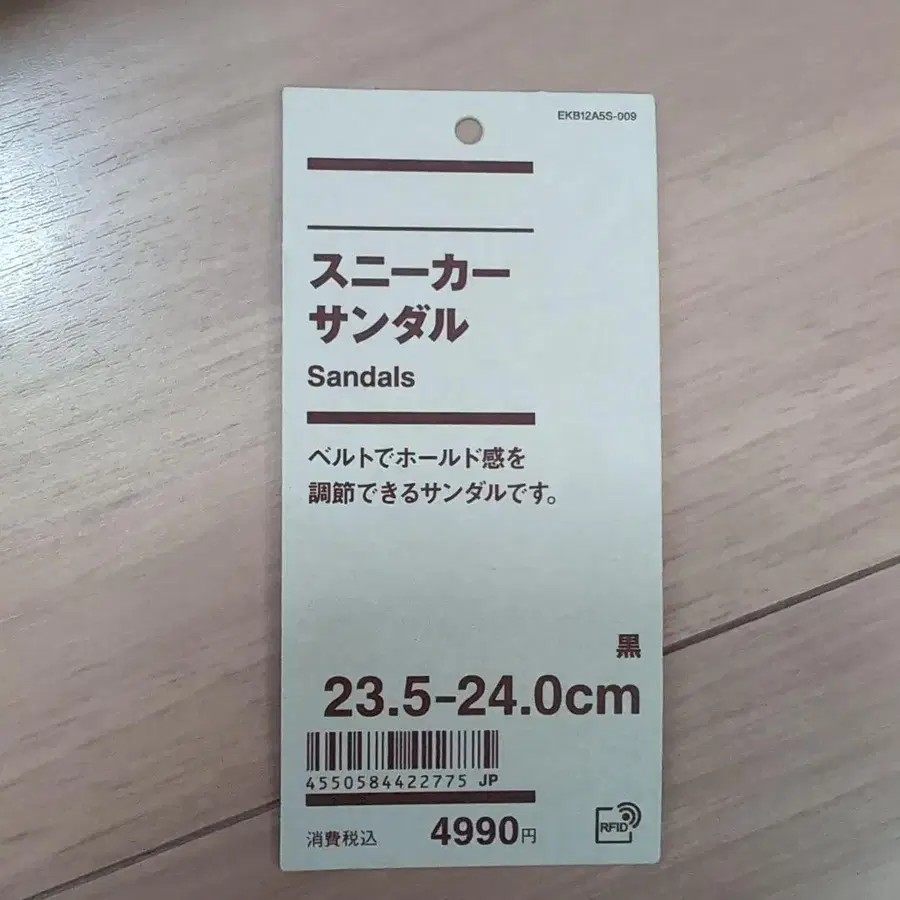 EKB12A5S-009
スニーカー
サンダル
Sandals
ベルトでホールド感を
調節できるサンダルです。
黒
23.5-24.0cm
4550584422775 JP
消費税込 4990円
RFID